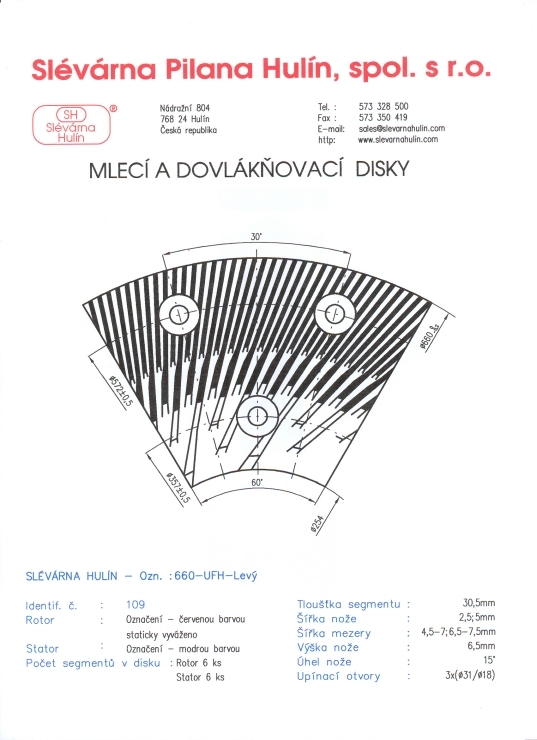 Slévárna Pilana Hulín, spol. s r.o.
SH
Slévárna
Hulín
®
Nádražní 804
768 24 Hulín
Česká republika
Tel. : 573 328 500
Fax : 573 350 419
E-mail: sales@slevarnahulin.com
http: www.slevarnahulin.com
MLECÍ A DOVLÁKŇOVACÍ DISKY
30°
ø660
ø572±0,5
ø357±0,5
60°
ø254
SLÉVÁRNA HULÍN – Ozn. :660-UFH-Levý
Identif. č. : 109
Rotor : Označení – červenou barvou
staticky vyváženo
Stator : Označení – modrou barvou
Počet segmentů v disku : Rotor 6 ks
Stator 6 ks
Tloušťka segmentu : 30,5mm
Šířka nože : 2,5;5mm
Šířka mezery : 4,5-7;6,5-7,5mm
Výška nože : 6,5mm
Úhel nože : 15°
Upínací otvory : 3x(ø31/ø18)